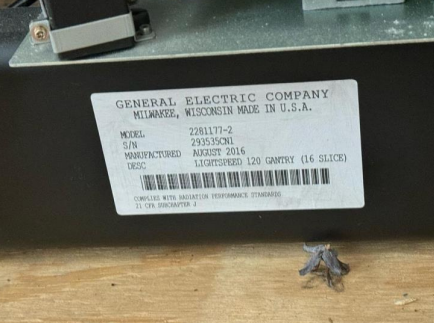 GENERAL ELECTRIC COMPANY
MILWAKEE, WISCONSIN MADE IN U.S.A.
MODEL 2281177-2
S/N 293535CN1
MANUFACTURED AUGUST 2016
DESC LIGHTSPEED 120 GANTRY (16 SLICE)
COMPLIES WITH RADIATION PERFORMANCE STANDARDS
21 CFR SUBCHAPTER J